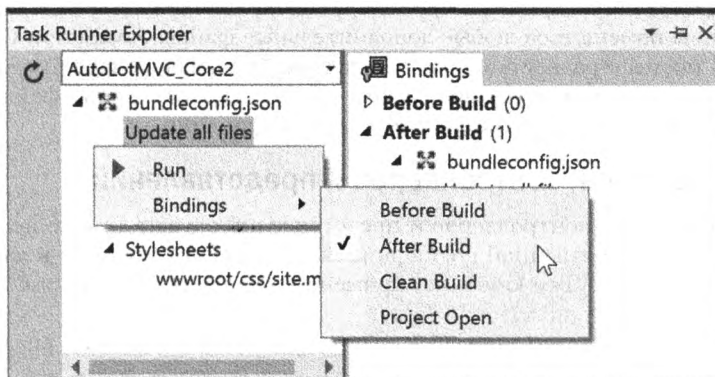 Task Runner Explorer
AutoLotMVC_Core2
bundleconfig.json
Update all files
Run
Bindings
Stylesheets
wwwroot/css/site.m
Bindings
Before Build (0)
After Build (1)
bundleconfig.json
Before Build
After Build
Clean Build
Project Open